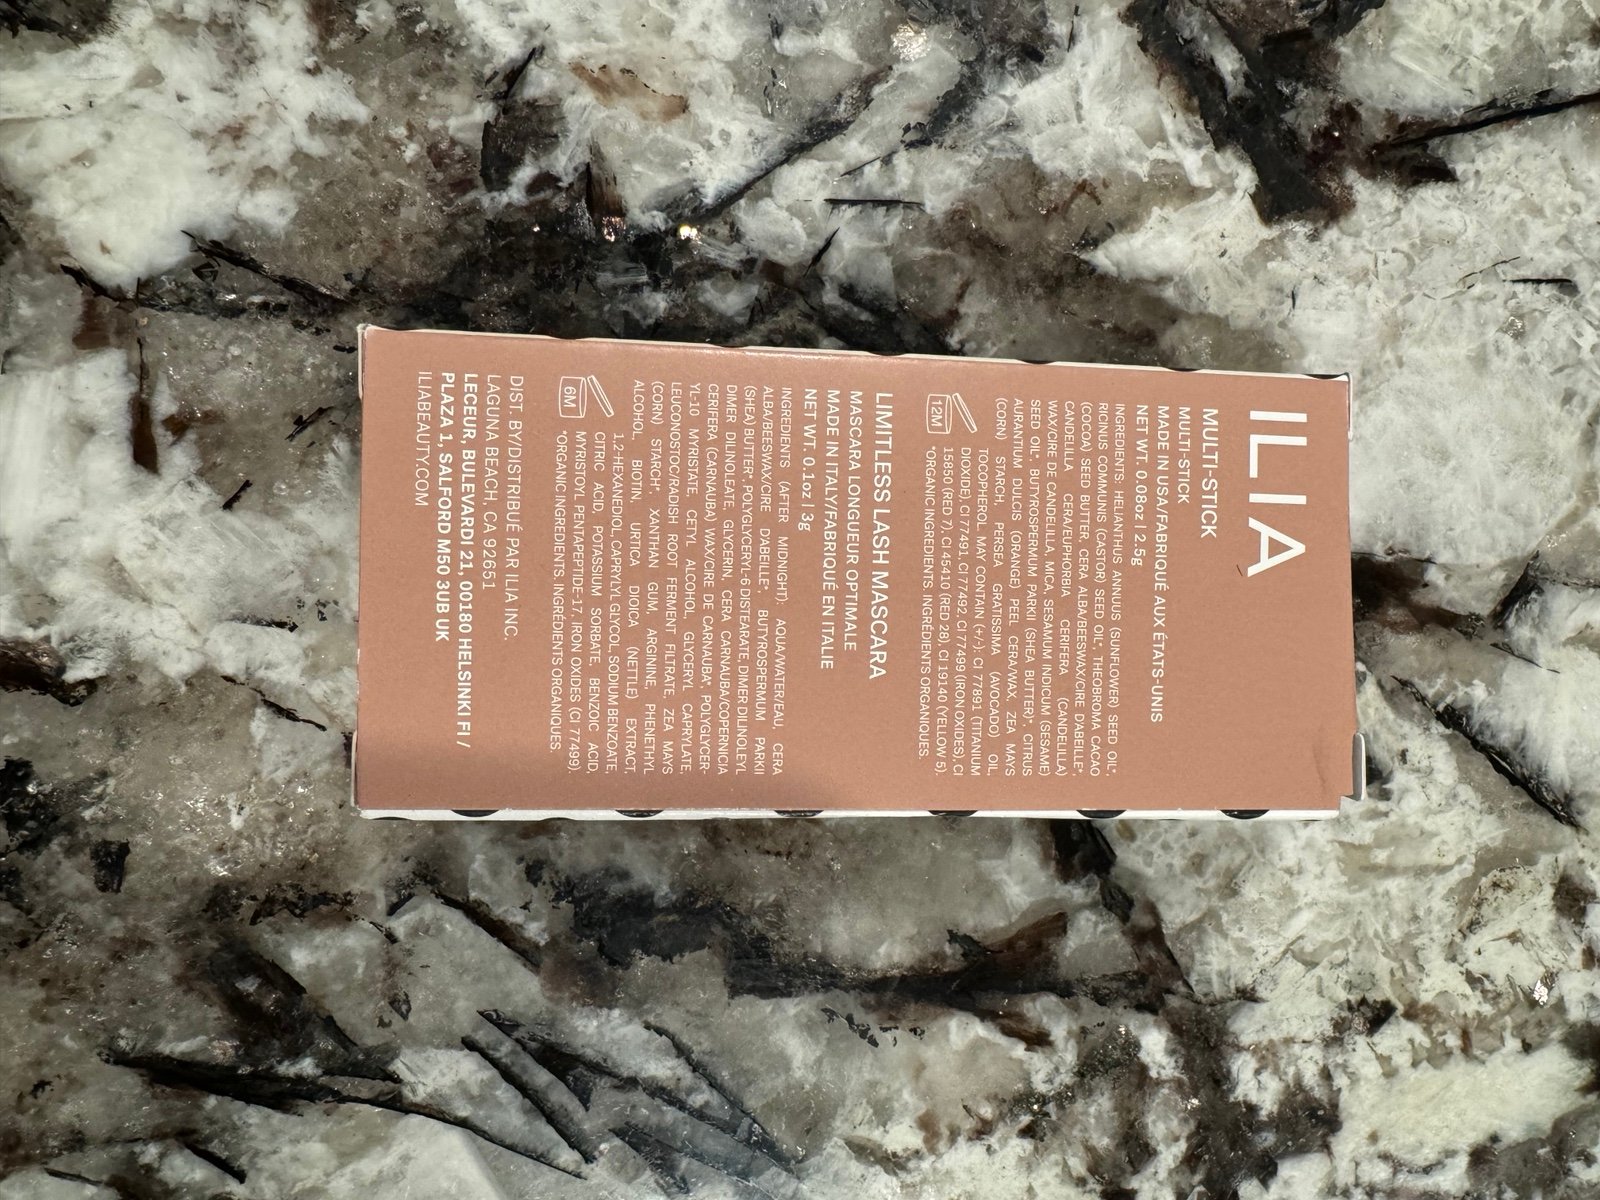 ILIA
MULTI-STICK
MULTI-STICK
MADE IN USA/FABRIQUÉ AUX ÉTATS-UNIS
NET WT. 0.08oz | 2.5g
INGREDIENTS: HELIANTHUS ANNUUS (SUNFLOWER) SEED OIL*,
RICINUS COMMUNIS (CASTOR) SEED OIL*, THEOBROMA CACAO
(COCOA) SEED BUTTER, CERA ALBA/BEESWAX/CIRE DABEILLE*,
CANDELILLA CERA/EUPHORBIA CERIFERA (CANDELILLA)
WAX/CIRE DE CANDELILLA, MICA, SESAMUM INDICUM (SESAME)
SEED OIL*, BUTYROSPERMUM PARKII (SHEA BUTTER)*, CITRUS
AURANTIUM DULCIS (ORANGE) PEEL CERA/WAX, ZEA MAYS
(CORN) STARCH, PERSEA GRATISSIMA (AVOCADO) OIL,
TOCOPHEROL. MAY CONTAIN (+/-): CI 77891 (TITANIUM
DIOXIDE), CI 77491, CI 77492, CI 77499 (IRON OXIDES), CI
15850 (RED 7), CI 45410 (RED 28), CI 19140 (YELLOW 5).
*ORGANIC INGREDIENTS. INGRÉDIENTS ORGANIQUES.
12M
LIMITLESS LASH MASCARA
MASCARA LONGUEUR OPTIMALE
MADE IN ITALY/FABRIQUÉ EN ITALIE
NET WT. 0.1oz | 3g
INGREDIENTS (AFTER MIDNIGHT): AQUA/WATER/EAU, CERA
ALBA/BEESWAX/CIRE DABEILLE*, BUTYROSPERMUM PARKII
(SHEA) BUTTER*, POLYGLYCERYL-6 DISTEARATE, DIMER DILINOLEYL
DIMER DILINOLEATE, GLYCERIN, CERA CARNAUBA/COPERNICIA
CERIFERA (CARNAUBA) WAX/CIRE DE CARNAUBA*, POLYGLYCER-
YL-10 MYRISTATE, CETYL ALCOHOL, GLYCERYL CAPRYLATE,
LEUCONOSTOC/RADISH ROOT FERMENT FILTRATE, ZEA MAYS
(CORN) STARCH*, XANTHAN GUM, ARGININE, PHENETHYL
ALCOHOL, BIOTIN, URTICA DIOICA (NETTLE) EXTRACT,
1,2-HEXANEDIOL, CAPRYLYL GLYCOL, SODIUM BENZOATE,
CITRIC ACID, POTASSIUM SORBATE, BENZOIC ACID,
MYRISTOYL PENTAPEPTIDE-17, IRON OXIDES (CI 77499).
*ORGANIC INGREDIENTS. INGRÉDIENTS ORGANIQUES.
6M
DIST. BY/DISTRIBUÉ PAR ILIA INC.
LAGUNA BEACH, CA 92651
LECEUR, BULEVARDI 21, 00180 HELSINKI FI /
PLAZA 1, SALFORD M50 3UB UK
ILIABEAUTY.COM